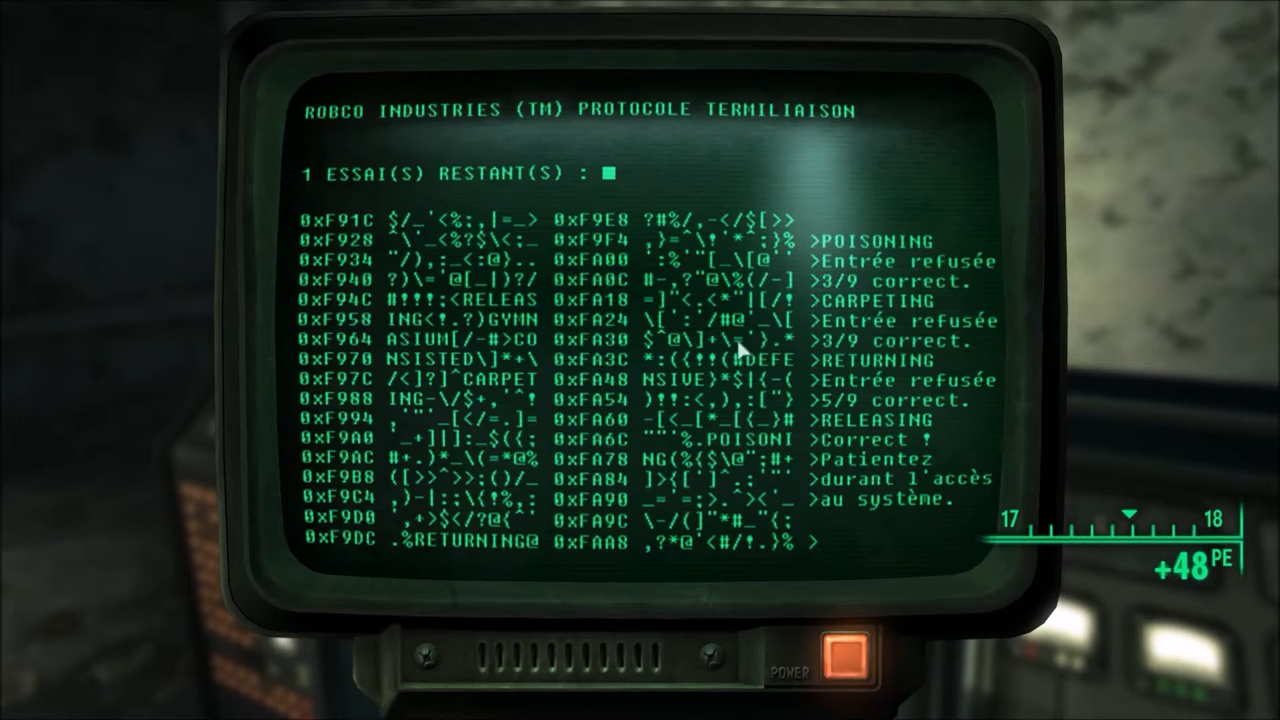 ROBCO INDUSTRIES (TM) PROTOCOLE TERMILIAISON
1 ESSAI(S) RESTANT(S) :
0xF91C $/_'<%:,|=_> 0xF9E8 ?#%/,-</$[>>
0xF928 ^\'_<%?$\<;_ 0xF9F4 ,}=^\!'*^;}% >POISONING
0xF934 "/),:_<:@}.. 0xFA00 ':%'"[_\[@'' >Entrée refusée
0xF940 ?)\='@[_|)?/ 0xFA0C #-,?"@\%(/-] >3/9 correct.
0xF94C #!!!;<RELEAS 0xFA18 =]"<.<*"|[/! >CARPETING
0xF958 ING<!.?)GYMN 0xFA24 \[':'/#@'_\[ >Entrée refusée
0xF964 ASIUM[/-#>CO 0xFA30 $^@\]+\='}.* >3/9 correct.
0xF970 NSISTED\]*+\ 0xFA3C *:({!!(#DEFE >RETURNING
0xF97C /<]?]^CARPET 0xFA48 NSIVE}*$|{-( >Entrée refusée
0xF988 ING-\/$+,'^! 0xFA54 )!!:<,),:["} >5/9 correct.
0xF994 ,'"'_[</=.]= 0xFA60 -[<_[*_[{_}# >RELEASING
0xF9A0 '_+]|]:_$({; 0xFA6C """%.POISONI >Correct !
0xF9AC #+.)*_\(=*@% 0xFA78 NG(%{$\@";#+ >Patientez
0xF9B8 ([>>^>>;()/_ 0xFA84 ]>{[']^.:'"' >durant l'accès
0xF9C4 ,)-|:;\{!%,: 0xFA90 _='=;>.^><'_ >au système.
0xF9D0 ',+>$</?@{^' 0xFA9C \-/(]"*#_"{;
0xF9DC .%RETURNING@ 0xFAA8 ,?*@'<#/!.}% >
17 18
+48 PE
POWER